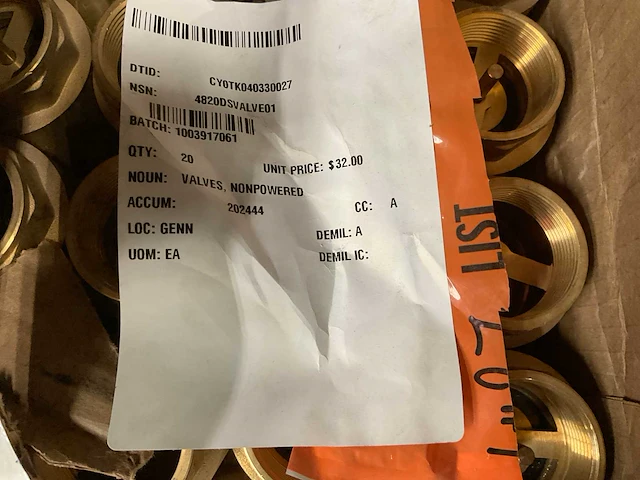 DTID: CY0TK040330027
NSN: 4820DSVALVE01
BATCH: 1003917061
QTY: 20 UNIT PRICE: $32.00
NOUN: VALVES, NONPOWERED
ACCUM: 202444 CC: A
LOC: GENN DEMIL: A
UOM: EA DEMIL IC:
LIST